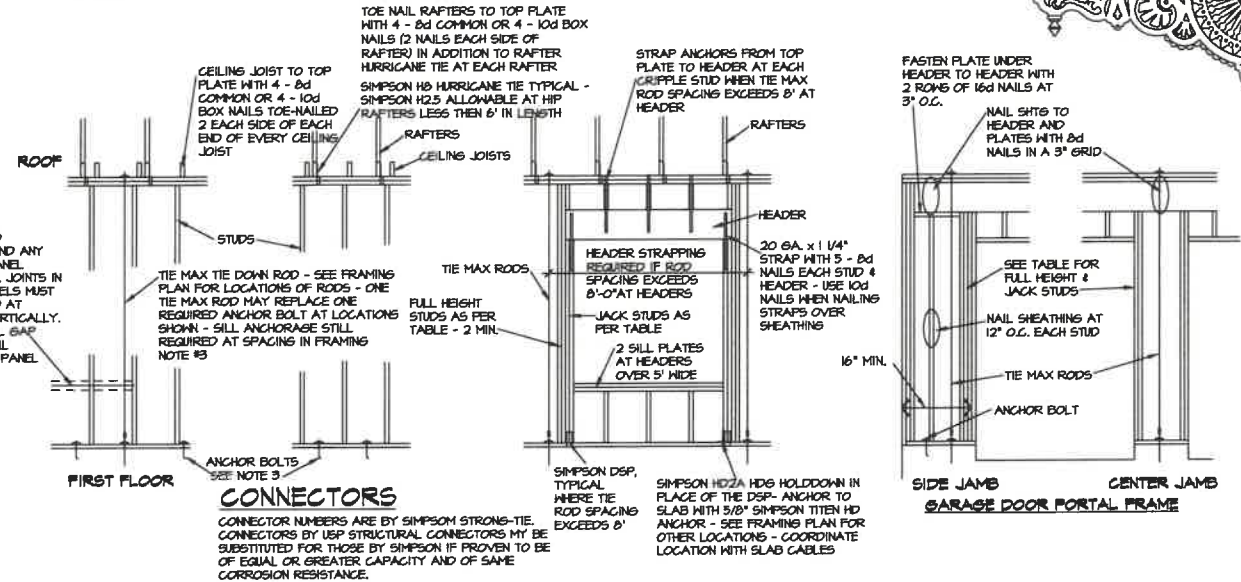 TOE NAIL RAFTERS TO TOP PLATE
WITH 4 - 8d COMMON OR 4 - 10d BOX
NAILS (2 NAILS EACH SIDE OF
RAFTER) IN ADDITION TO RAFTER
HURRICANE TIE AT EACH RAFTER
SIMPSON H8 HURRICANE TIE TYPICAL -
SIMPSON H2.5 ALLOWABLE AT HIP
RAFTERS LESS THEN 6' IN LENGTH
CEILING JOIST TO TOP
PLATE WITH 4 - 8d
COMMON OR 4 - 10d
BOX NAILS TOE-NAILED
2 EACH SIDE OF EACH
END OF EVERY CEILING
JOIST
RAFTERS
CEILING JOISTS
ROOF
STUDS
ND ANY
PANEL
JOINTS IN
ELS MUST
AT
RTICALLY.
GAP
IL
PANEL
TIE MAX TIE DOWN ROD - SEE FRAMING
PLAN FOR LOCATIONS OF RODS - ONE
TIE MAX ROD MAY REPLACE ONE
REQUIRED ANCHOR BOLT AT LOCATIONS
SHOWN - SILL ANCHORAGE STILL
REQUIRED AT SPACING IN FRAMING
NOTE #3
FIRST FLOOR
ANCHOR BOLTS
SEE NOTE 3
CONNECTORS
CONNECTOR NUMBERS ARE BY SIMPSOM STRONG-TIE.
CONNECTORS BY USP STRUCTURAL CONNECTORS MY BE
SUBSTITUTED FOR THOSE BY SIMPSON IF PROVEN TO BE
OF EQUAL OR GREATER CAPACITY AND OF SAME
CORROSION RESISTANCE.
STRAP ANCHORS FROM TOP
PLATE TO HEADER AT EACH
CRIPPLE STUD WHEN TIE MAX
ROD SPACING EXCEEDS 8' AT
HEADER
RAFTERS
HEADER
HEADER STRAPPING
REQUIRED IF ROD
SPACING EXCEEDS
8'-0" AT HEADERS
20 GA. x 1 1/4"
STRAP WITH 5 - 8d
NAILS EACH STUD &
HEADER - USE 10d
NAILS WHEN NAILING
STRAPS OVER
SHEATHING
TIE MAX RODS
FULL HEIGHT
STUDS AS PER
TABLE - 2 MIN.
JACK STUDS AS
PER TABLE
2 SILL PLATES
AT HEADERS
OVER 5' WIDE
SIMPSON DSP,
TYPICAL
WHERE TIE
ROD SPACING
EXCEEDS 8'
SIMPSON HD2A HDG HOLDDOWN IN
PLACE OF THE DSP- ANCHOR TO
SLAB WITH 5/8" SIMPSON TITEN HD
ANCHOR - SEE FRAMING PLAN FOR
OTHER LOCATIONS - COORDINATE
LOCATION WITH SLAB CABLES
FASTEN PLATE UNDER
HEADER TO HEADER WITH
2 ROWS OF 16d NAILS AT
3" O.C.
NAIL SHTG TO
HEADER AND
PLATES WITH 8d
NAILS IN A 3" GRID
SEE TABLE FOR
FULL HEIGHT &
JACK STUDS
NAIL SHEATHING AT
12" O.C. EACH STUD
16" MIN.
TIE MAX RODS
ANCHOR BOLT
SIDE JAMB
CENTER JAMB
GARAGE DOOR PORTAL FRAME